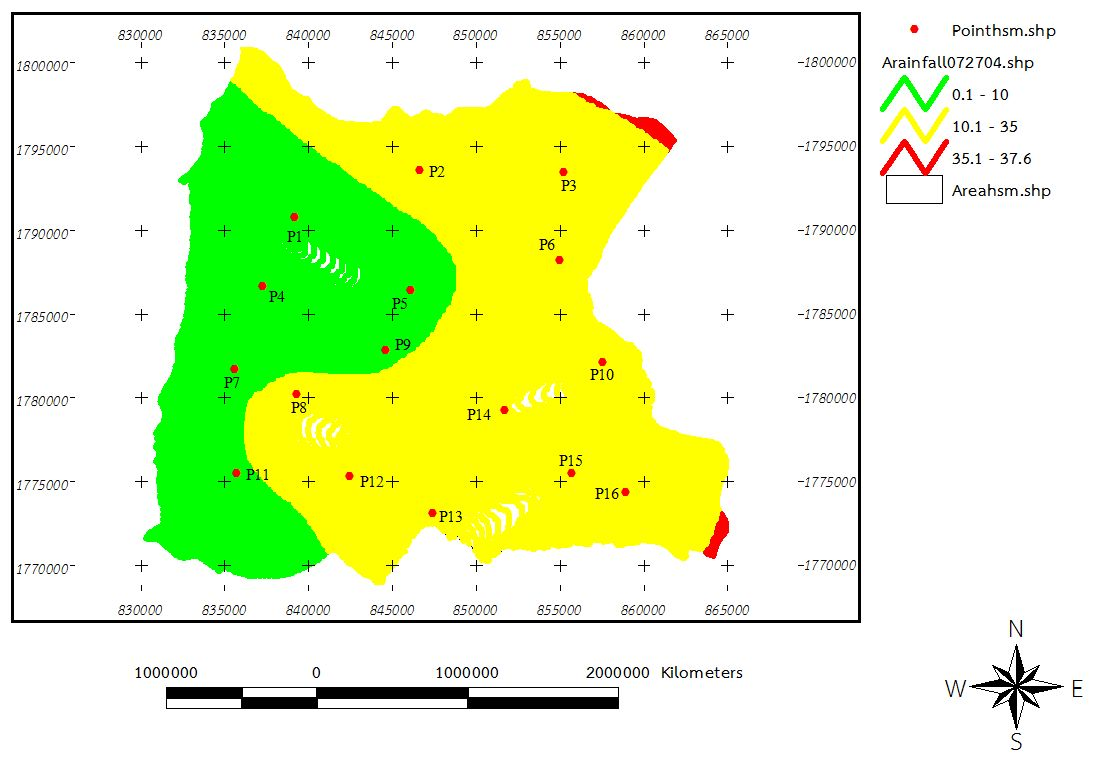 830000 835000 840000 845000 850000 855000 860000 865000
1800000 1800000
1795000 1795000
1790000 1790000
1785000 1785000
1780000 1780000
1775000 1775000
1770000 1770000
P2
P3
P1
P6
P4
P5
P9
P7
P10
P8
P14
P11
P12
P15
P16
P13
830000 835000 840000 845000 850000 855000 860000 865000
Pointhsm.shp
Arainfall072704.shp
0.1 - 10
10.1 - 35
35.1 - 37.6
Areahsm.shp
1000000 0 1000000 2000000 Kilometers
N
W E
S